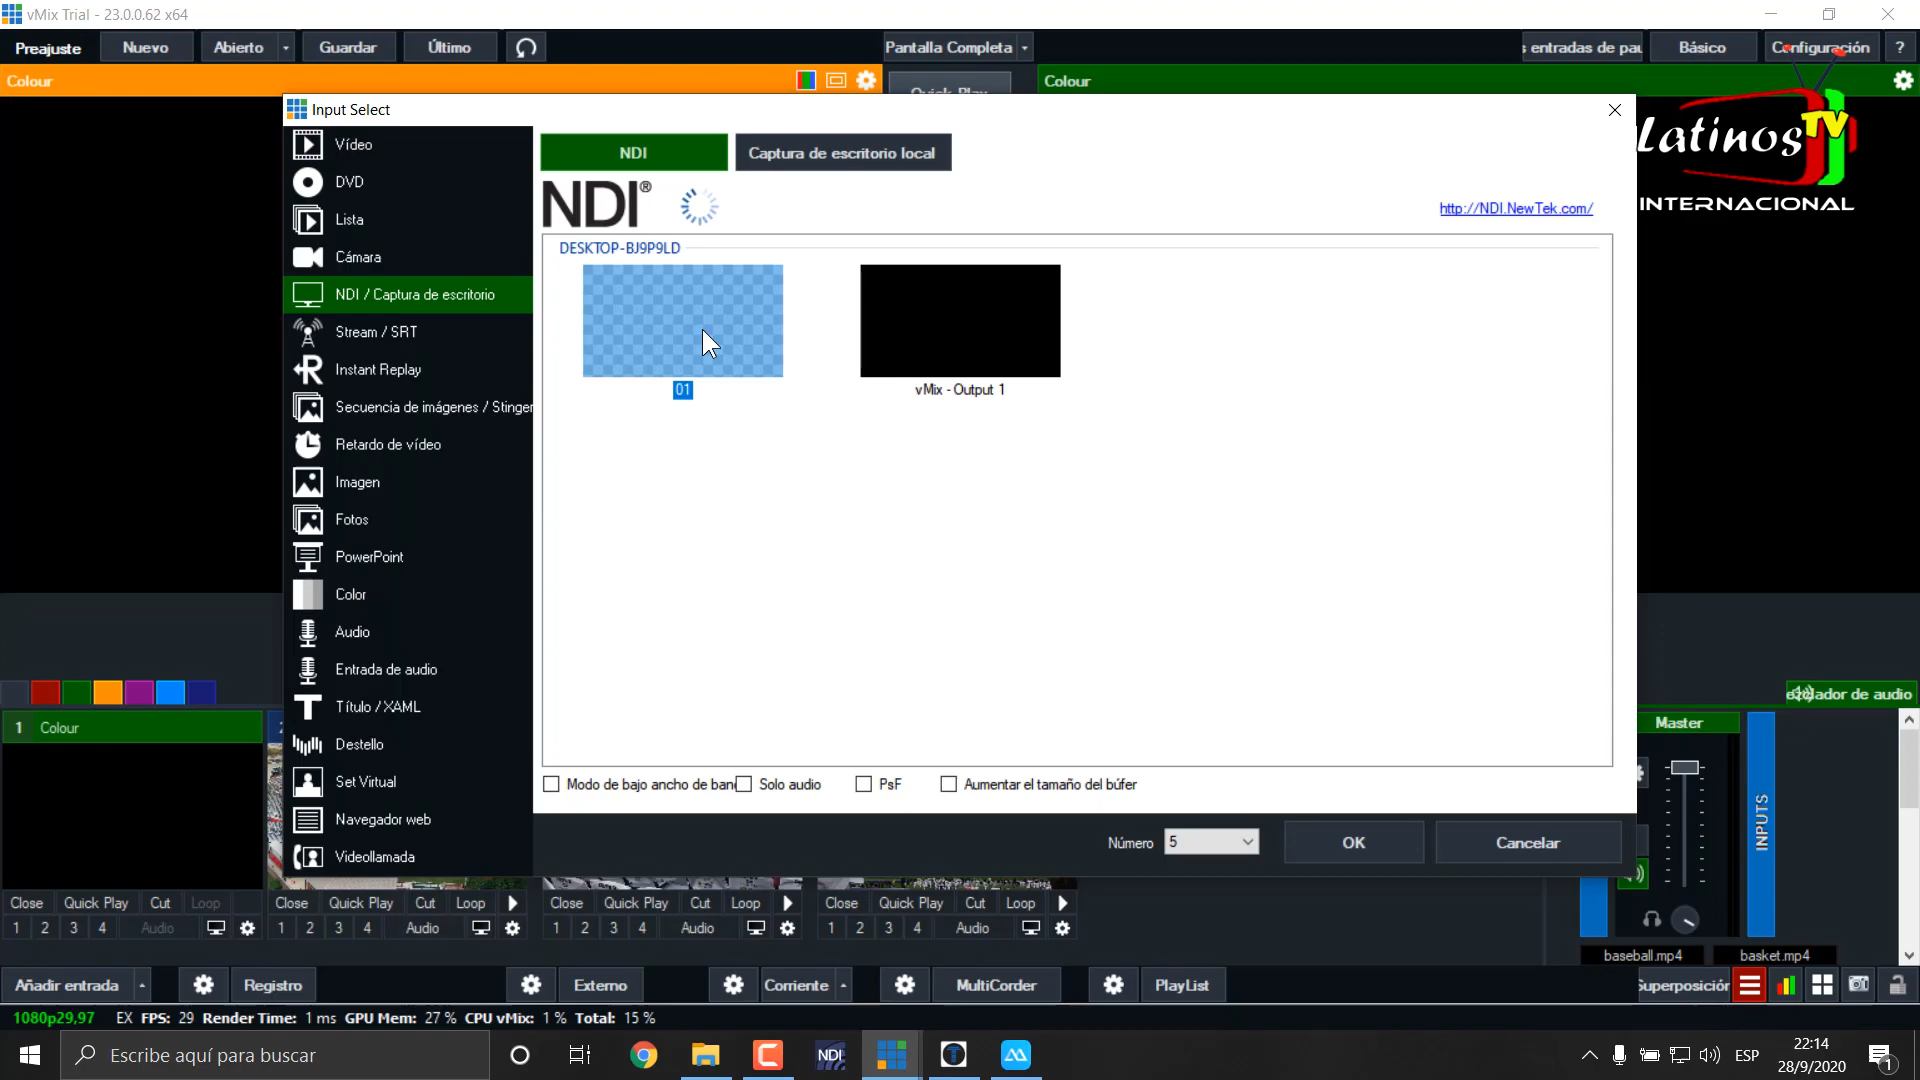 vMix Trial - 23.0.0.62 x64
Preajuste
Nuevo
Abierto
Guardar
Último
Pantalla Completa
entradas de pau
Básico
Configuración
?
Colour
Quick Play
Colour
Input Select
Vídeo
DVD
Lista
Cámara
NDI / Captura de escritorio
Stream / SRT
Instant Replay
Secuencia de imágenes / Stinger
Retardo de vídeo
Imagen
Fotos
PowerPoint
Color
Audio
Entrada de audio
Título / XAML
Destello
Set Virtual
Navegador web
Videollamada
NDI
Captura de escritorio local
NDI®
http://NDI.NewTek.com/
DESKTOP-BJ9P9LD
01
vMix - Output 1
Modo de bajo ancho de ban
Solo audio
PsF
Aumentar el tamaño del búfer
Número
5
OK
Cancelar
Latinos TV
INTERNACIONAL
lador de audio
1 Colour
2
Master
INPUTS
Close Quick Play Cut Loop
Close Quick Play Cut Loop
Close Quick Play Cut Loop
Close Quick Play Cut Loop
1 2 3 4 Audio
1 2 3 4 Audio
1 2 3 4 Audio
1 2 3 4 Audio
baseball.mp4
basket.mp4
Añadir entrada
Registro
Externo
Corriente
MultiCorder
PlayList
Superposición
1080p29,97 EX FPS: 29 Render Time: 1 ms GPU Mem: 27 % CPU vMix: 1 % Total: 15 %
Escribe aquí para buscar
NDI
ESP
22:14
28/9/2020
1